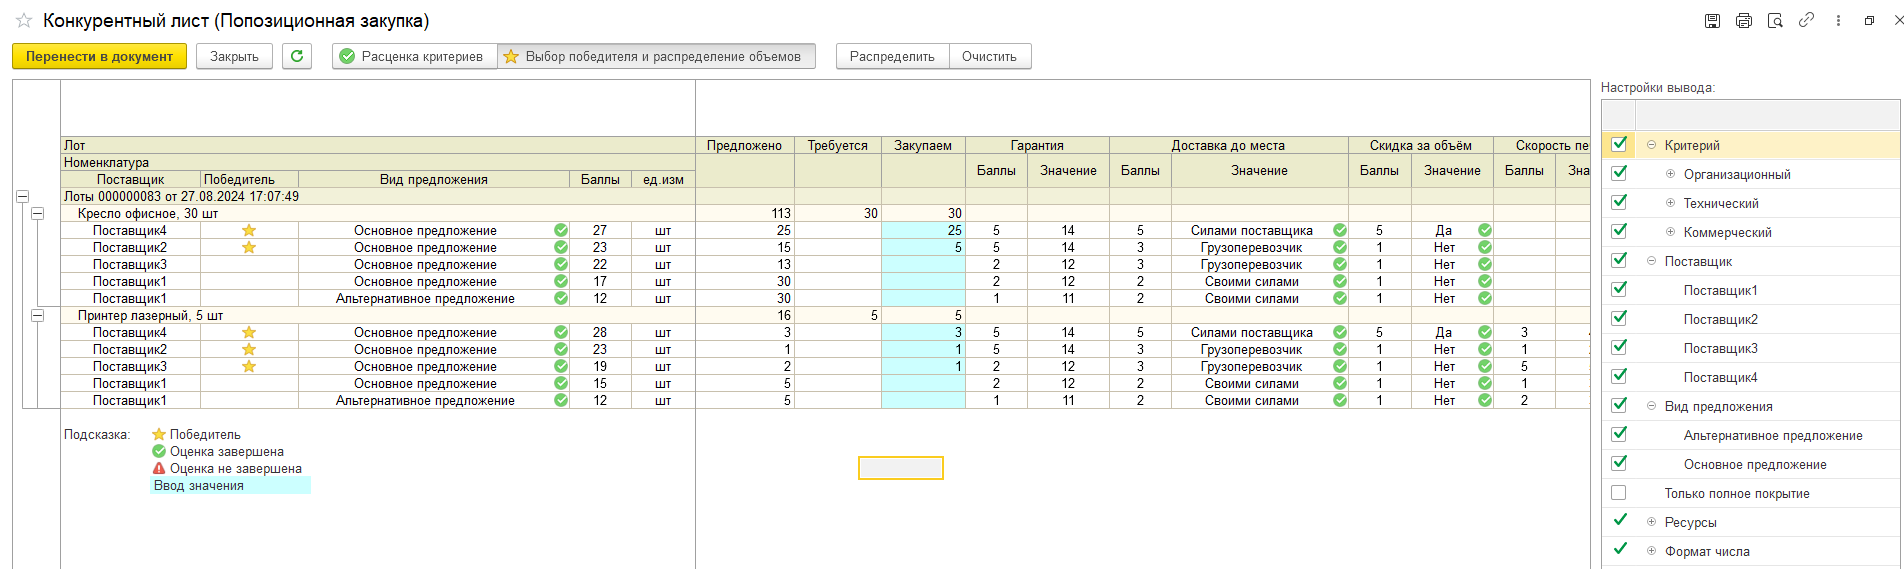 Конкурентный лист (Попозиционная закупка)
Перенести в документ Закрыть Расценка критериев Выбор победителя и распределение объемов Распределить Очистить
Настройки вывода:
Лот Предложено Требуется Закупаем Гарантия Доставка до места Скидка за объём Скорость пе
Номенклатура Баллы Значение Баллы Значение Баллы Значение Баллы Зна
Поставщик Победитель Вид предложения Баллы ед.изм
Лоты 000000083 от 27.08.2024 17:07:49
Кресло офисное, 30 шт 113 30 30
Поставщик4 Основное предложение 27 шт 25 25 5 14 5 Силами поставщика 5 Да
Поставщик2 Основное предложение 23 шт 15 5 5 14 3 Грузоперевозчик 1 Нет
Поставщик3 Основное предложение 22 шт 13 2 12 3 Грузоперевозчик 1 Нет
Поставщик1 Основное предложение 17 шт 30 2 12 2 Своими силами 1 Нет
Поставщик1 Альтернативное предложение 12 шт 30 1 11 2 Своими силами 1 Нет
Принтер лазерный, 5 шт 16 5 5
Поставщик4 Основное предложение 28 шт 3 3 5 14 5 Силами поставщика 5 Да 3
Поставщик2 Основное предложение 23 шт 1 1 5 14 3 Грузоперевозчик 1 Нет 1
Поставщик3 Основное предложение 19 шт 2 1 2 12 3 Грузоперевозчик 1 Нет 5
Поставщик1 Основное предложение 15 шт 5 2 12 2 Своими силами 1 Нет 1
Поставщик1 Альтернативное предложение 12 шт 5 1 11 2 Своими силами 1 Нет 2
Подсказка: Победитель
Оценка завершена
Оценка не завершена
Ввод значения
Критерий
Организационный
Технический
Коммерческий
Поставщик
Поставщик1
Поставщик2
Поставщик3
Поставщик4
Вид предложения
Альтернативное предложение
Основное предложение
Только полное покрытие
Ресурсы
Формат числа